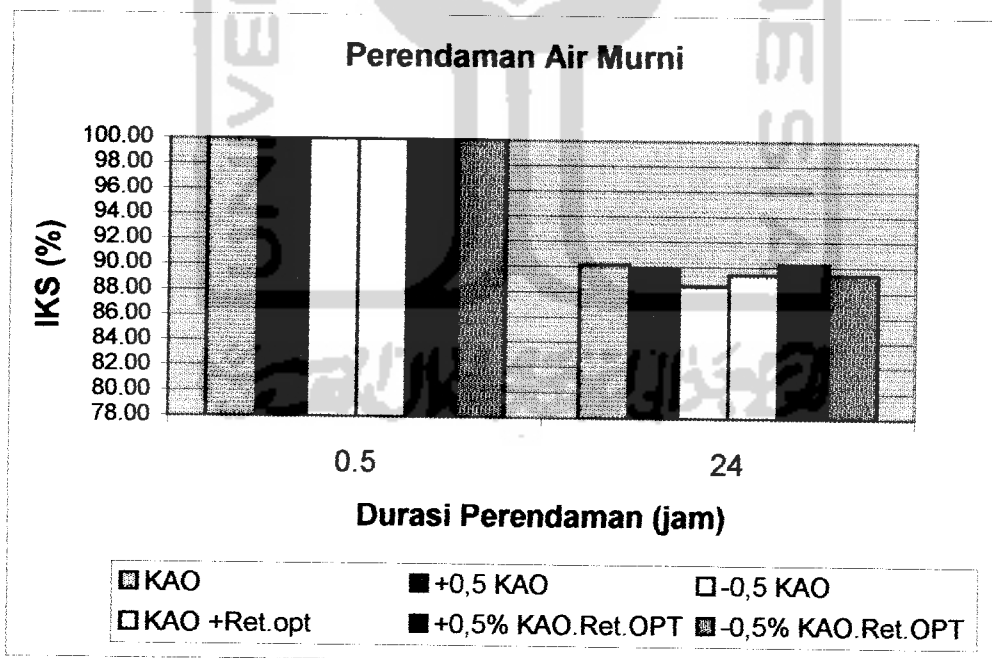 Perendaman Air Murni
100.00
98.00
96.00
94.00
92.00
90.00
88.00
86.00
84.00
82.00
80.00
78.00
IKS (%)
0.5 24
Durasi Perendaman (jam)
KAO +0,5 KAO -0,5 KAO
KAO +Ret.opt +0,5% KAO.Ret.OPT -0,5% KAO.Ret.OPT